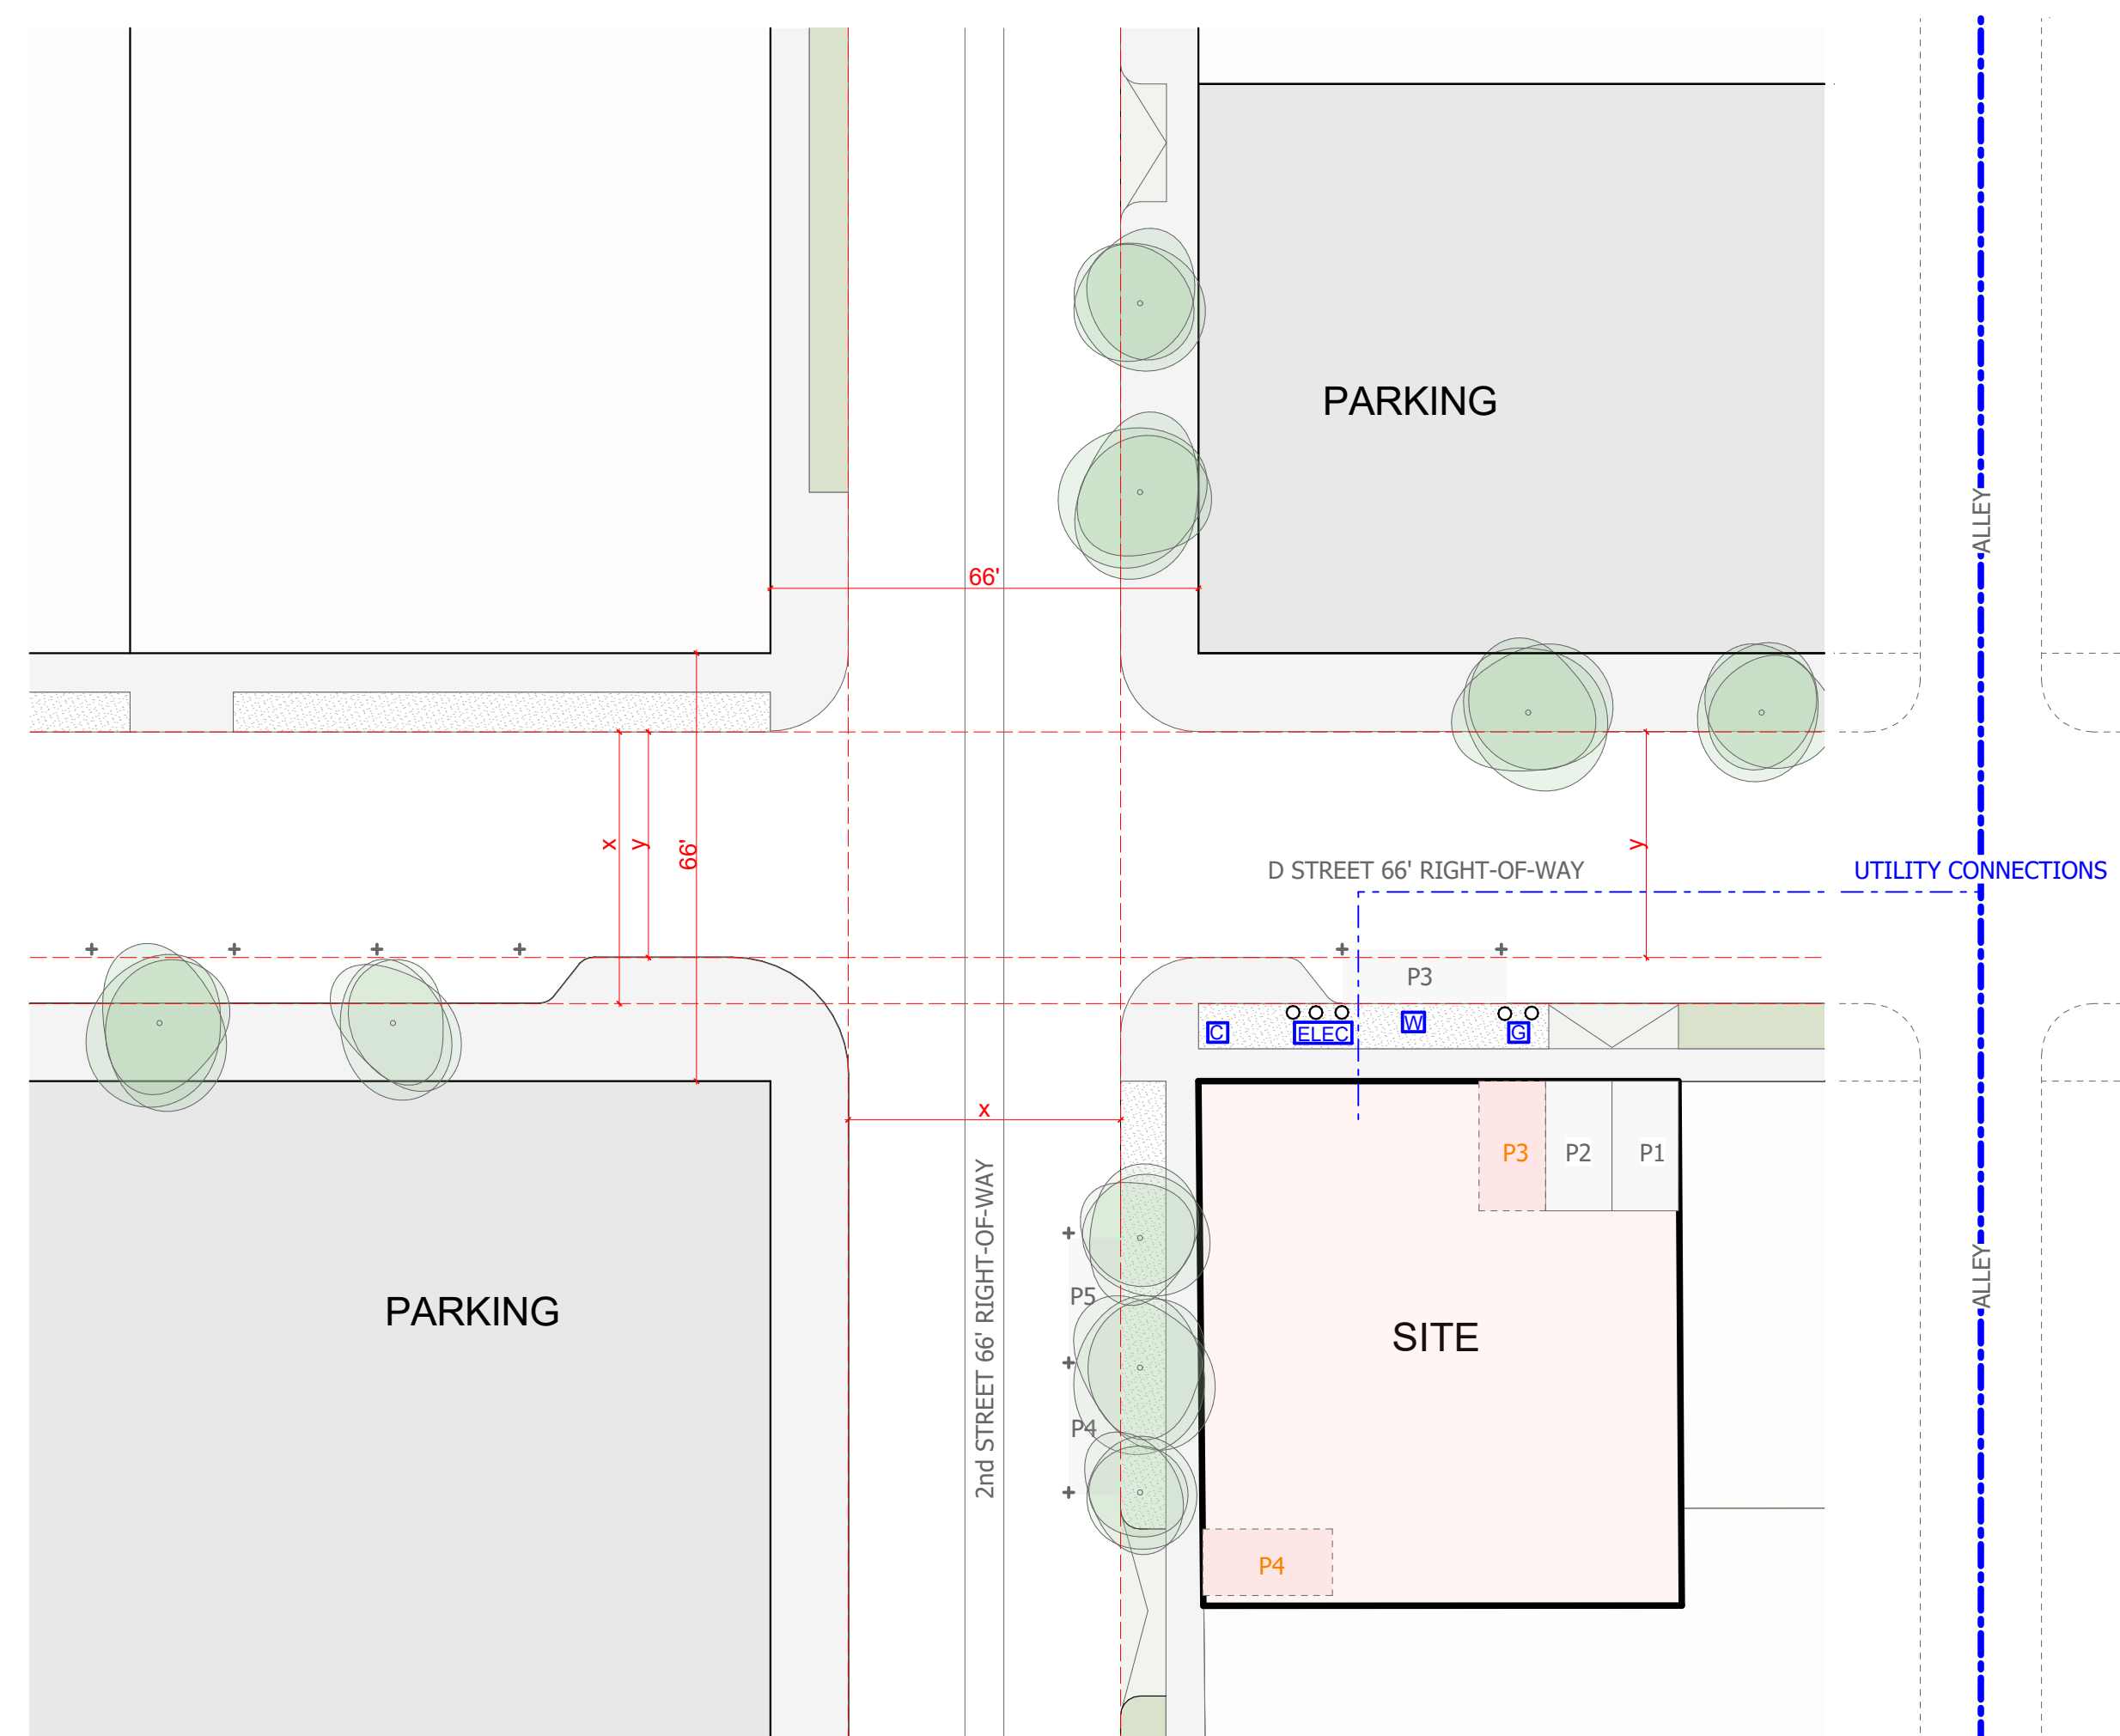 PARKING
ALLEY
66'
x
y
66'
y
D STREET 66' RIGHT-OF-WAY
UTILITY CONNECTIONS
P3
C
ELEC
W
G
x
P3
P2
P1
2nd STREET 66' RIGHT-OF-WAY
ALLEY
P5
PARKING
SITE
P4
P4